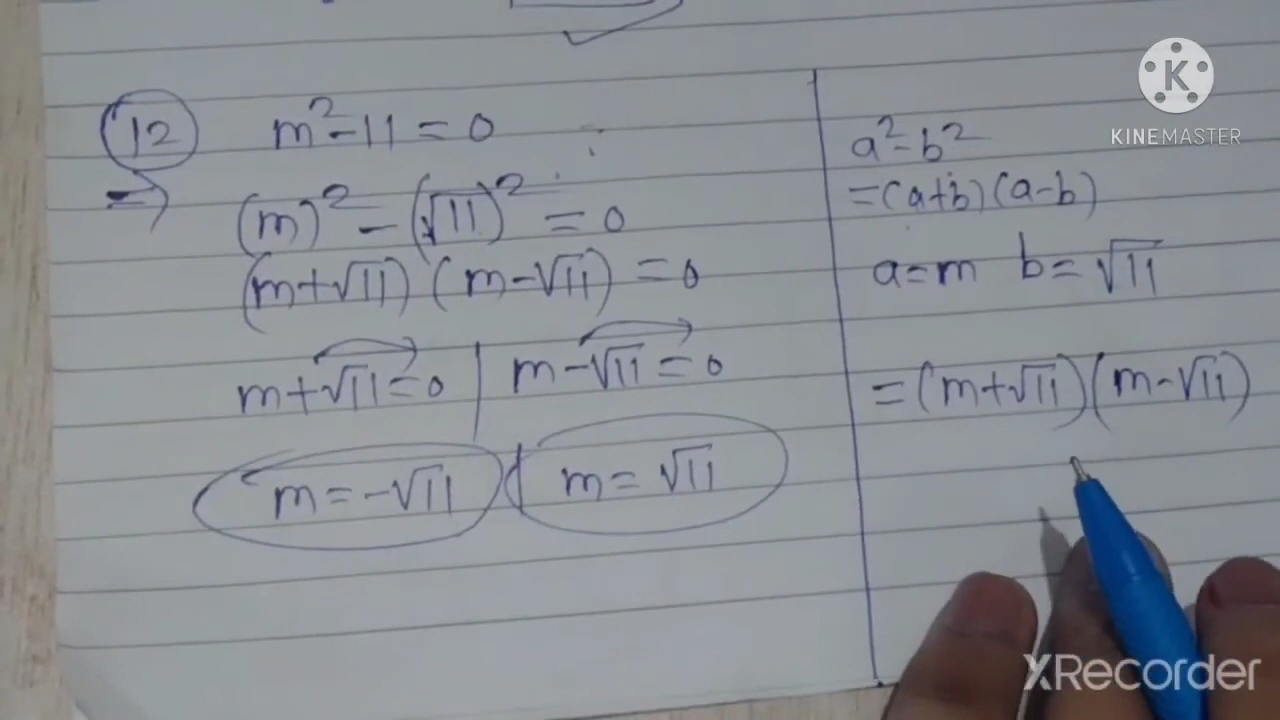 12 m²-11=0
⇒
(m)² - (√11)² = 0
(m+√11) (m-√11) = 0
m+√11=0 | m-√11=0
m=-√11 | m=√11
a²-b²
=(a+b)(a-b)
a=m b=√11
=(m+√11)(m-√11)
K
KINEMASTER
XRecorder